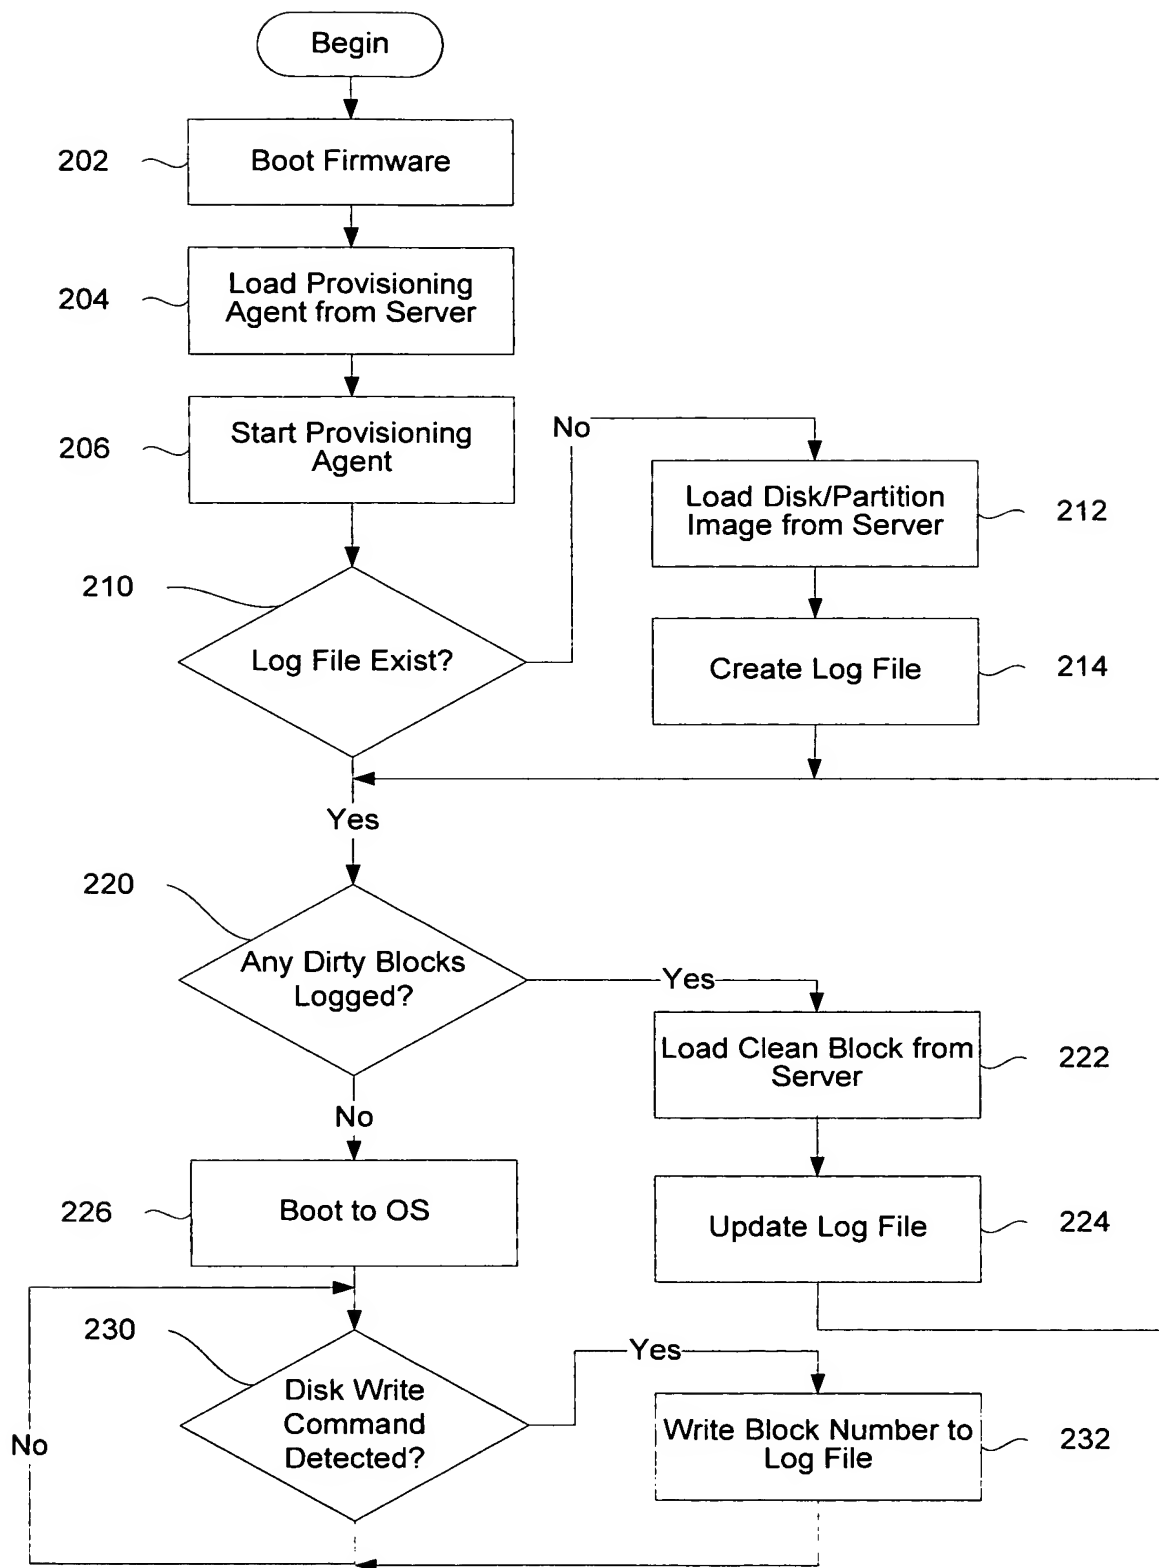 Begin
202
Boot Firmware
204
Load Provisioning
Agent from Server
206
Start Provisioning
Agent
No
Load Disk/Partition
Image from Server
212
210
Log File Exist?
Create Log File
214
Yes
220
Any Dirty Blocks
Logged?
Yes
Load Clean Block from
Server
222
No
226
Boot to OS
Update Log File
224
230
Disk Write
Command
Detected?
Yes
Write Block Number to
Log File
232
No